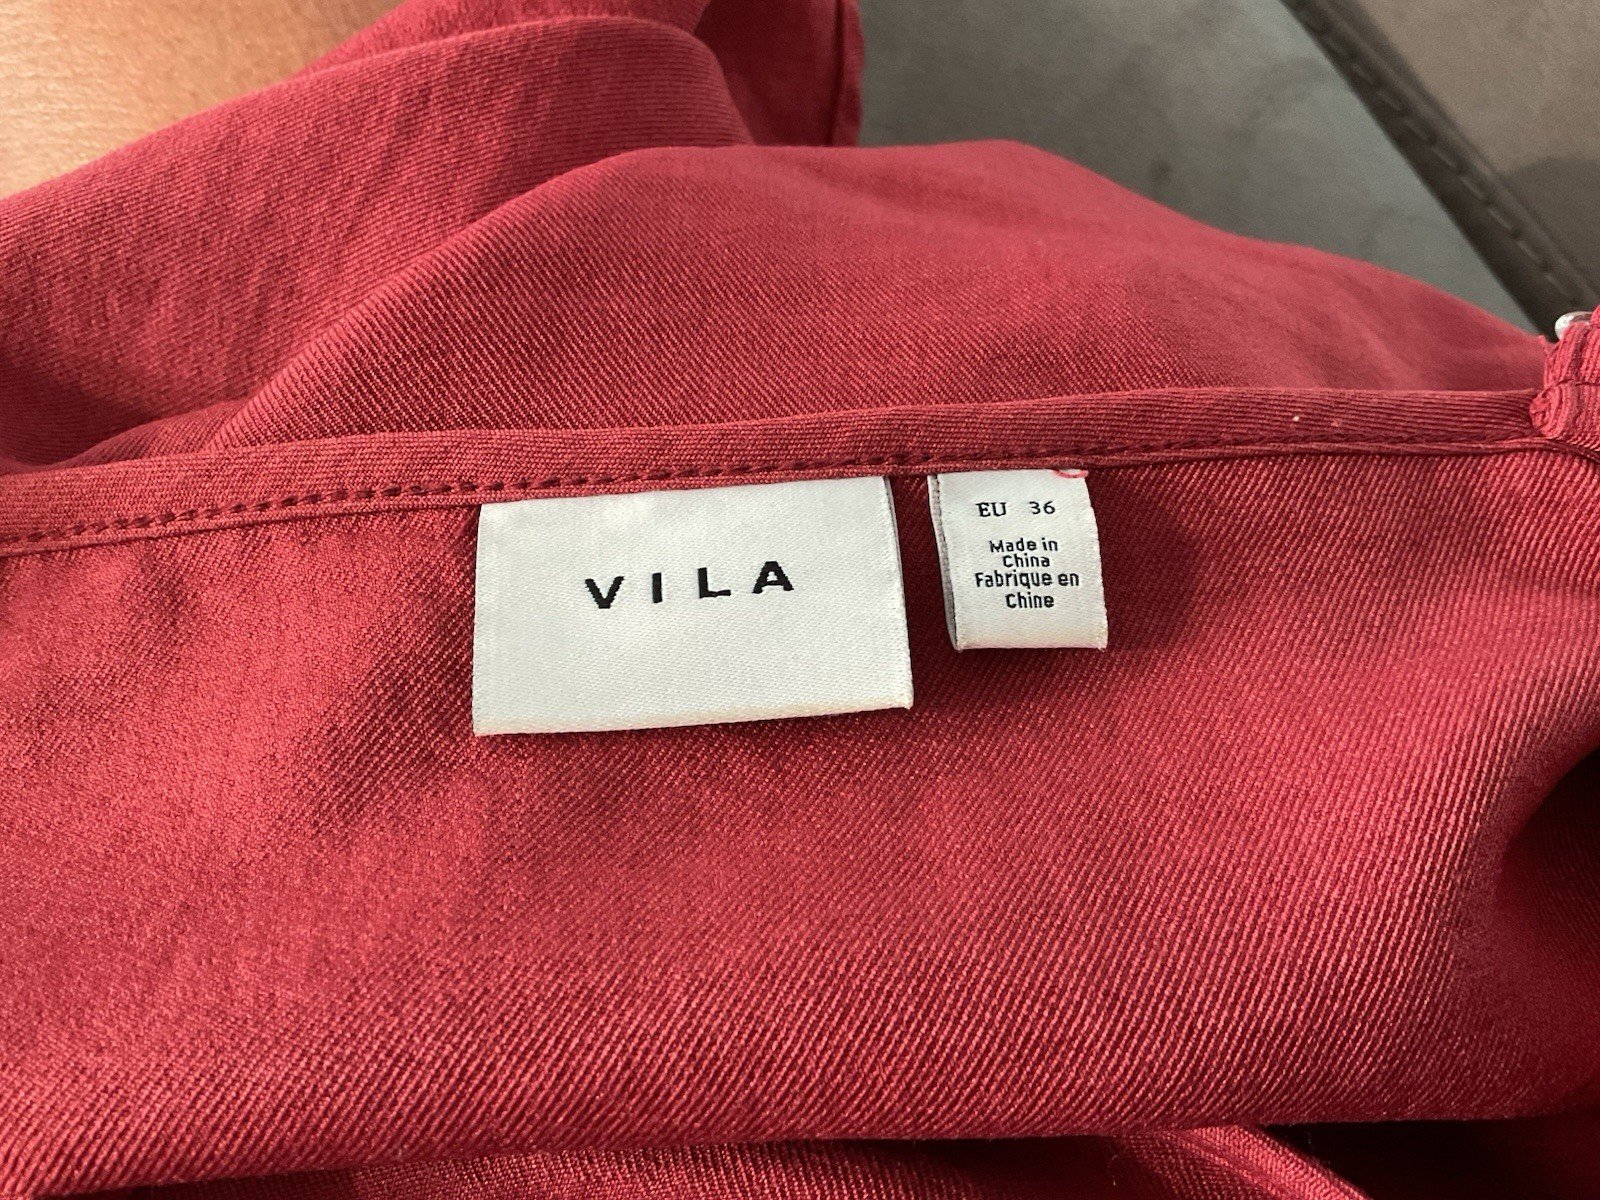 VILA
EU 36
Made in
China
Fabrique en
Chine